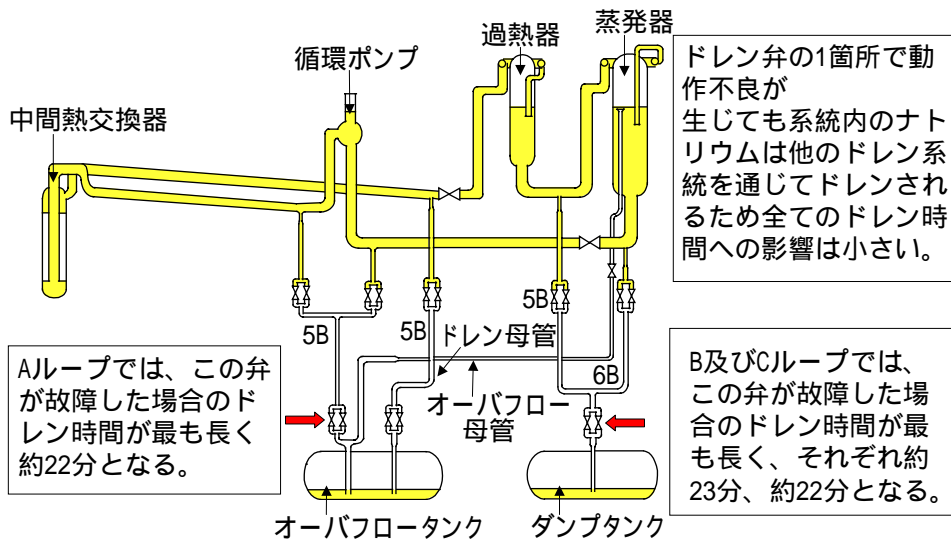 蒸発器
過熱器
循環ポンプ
中間熱交換器
ドレン弁の1箇所で動
作不良が
生じても系統内のナト
リウムは他のドレン系
統を通じてドレンされ
るため全てのドレン時
間への影響は小さい。
5B
5B
5B
ドレン母管
6B
オーバフロー
母管
Aループでは、この弁
が故障した場合のド
レン時間が最も長く
約22分となる。
B及びCループでは、
この弁が故障した場
合のドレン時間が最
も長く、それぞれ約
23分、約22分となる。
オーバフロータンク
ダンプタンク